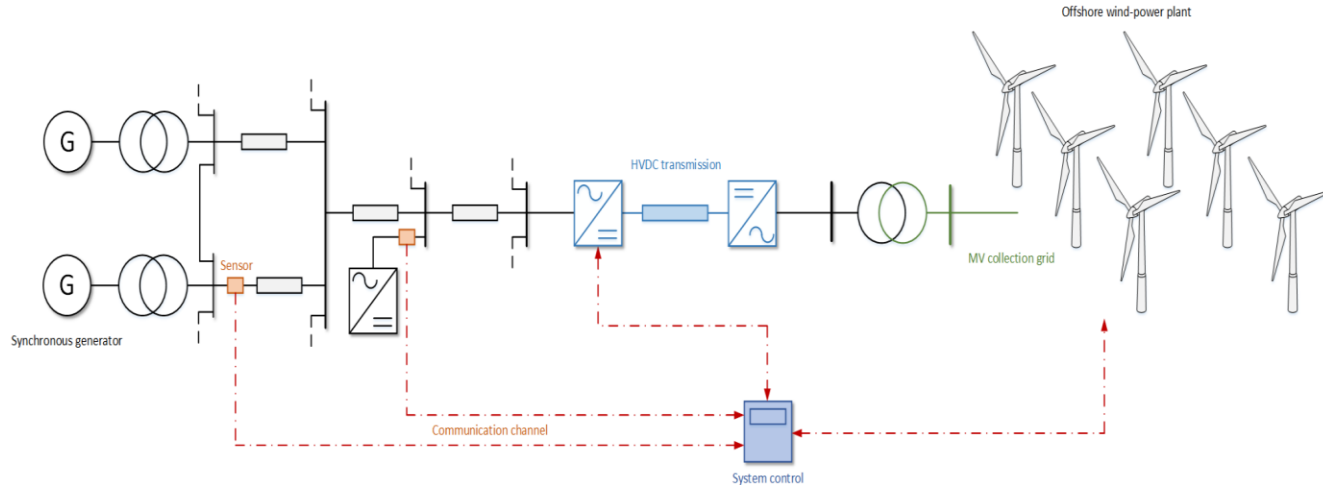 Offshore wind-power plant
G
HVDC transmission
Sensor
G
MV collection grid
Synchronous generator
Communication channel
System control